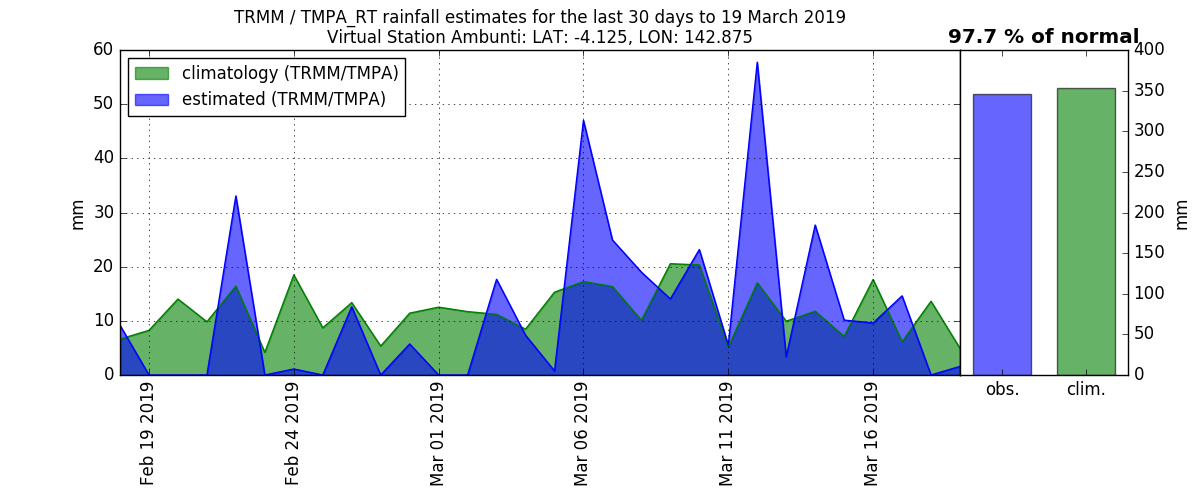 TRMM / TMPA_RT rainfall estimates for the last 30 days to 19 March 2019
Virtual Station Ambunti: LAT: -4.125, LON: 142.875
97.7 % of normal
climatology (TRMM/TMPA)
estimated (TRMM/TMPA)
60
50
40
30
20
10
0
mm
Feb 19 2019
Feb 24 2019
Mar 01 2019
Mar 06 2019
Mar 11 2019
Mar 16 2019
obs.
clim.
400
350
300
250
200
150
100
50
0
mm